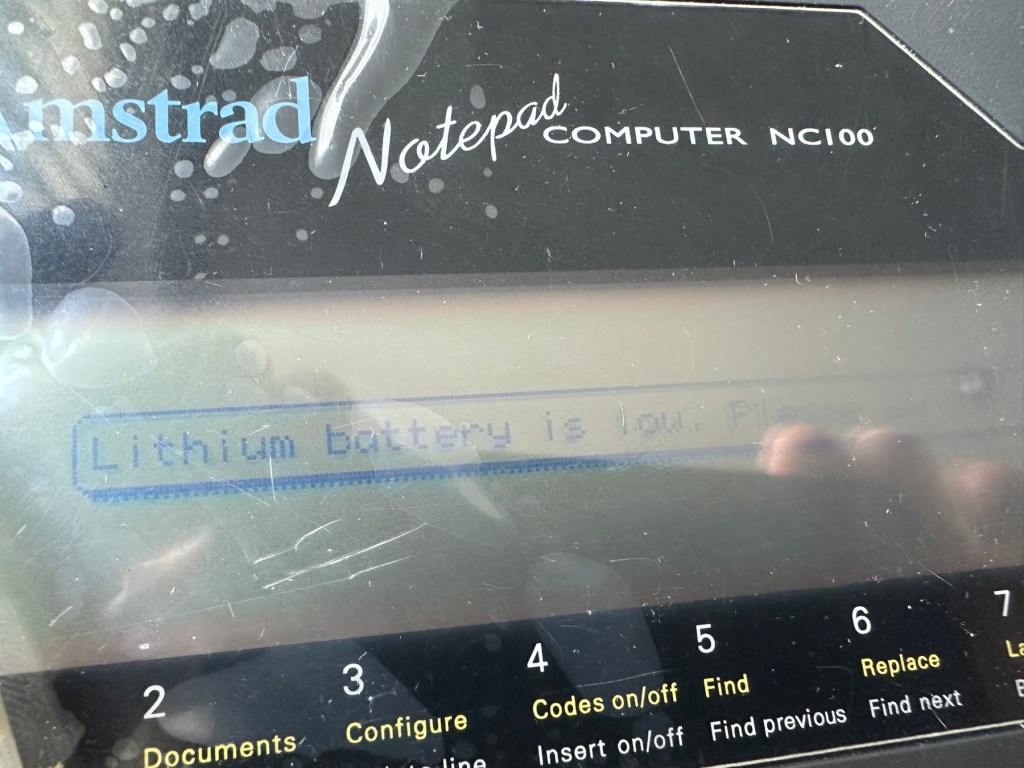 Amstrad Notepad COMPUTER NC100
Lithium battery is low. Please
2 3 4 5 6 7
Documents Configure Codes on/off Find Replace
Insert on/off Find previous Find next